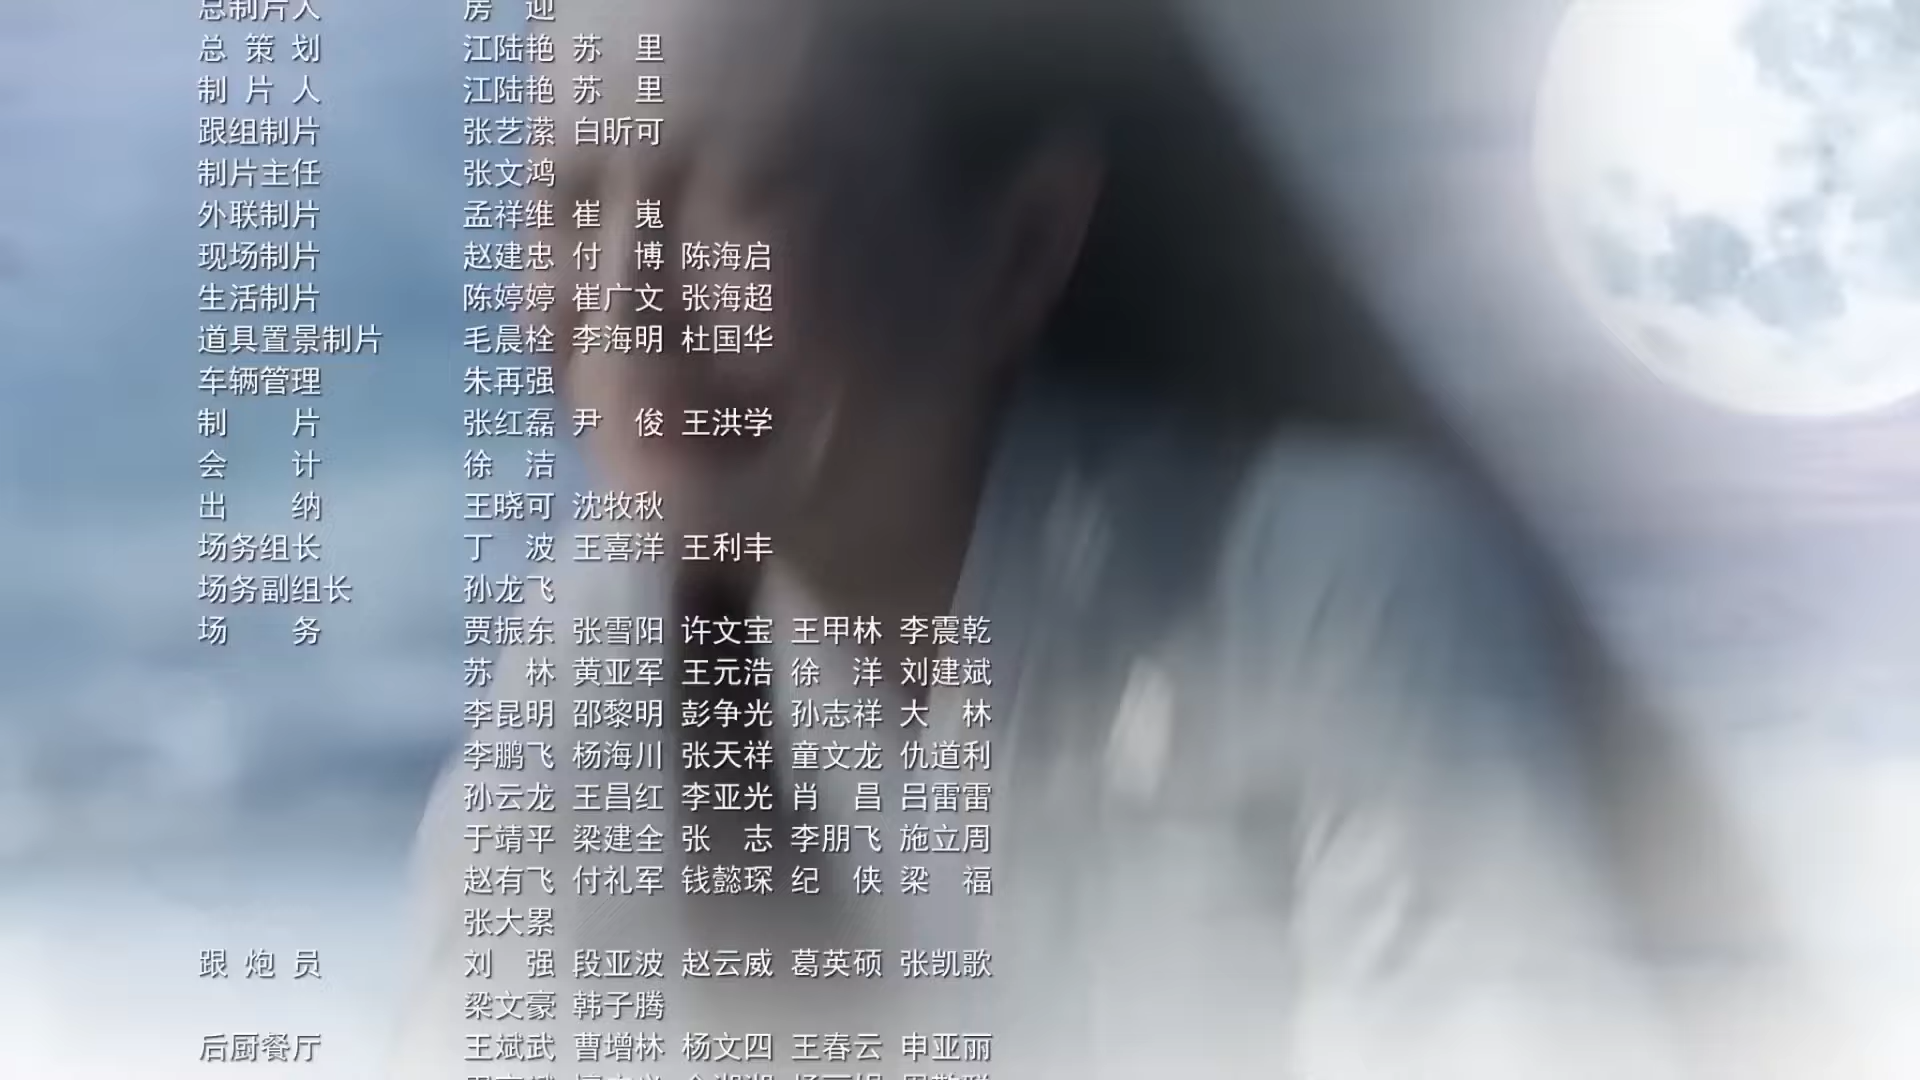 总制片人 房 迎
总策划 江陆艳 苏 里
制片人 江陆艳 苏 里
跟组制片 张艺潆 白昕可
制片主任 张文鸿
外联制片 孟祥维 崔 嵬
现场制片 赵建忠 付 博 陈海启
生活制片 陈婷婷 崔广文 张海超
道具置景制片 毛晨栓 李海明 杜国华
车辆管理 朱再强
制 片 张红磊 尹 俊 王洪学
会 计 徐 洁
出 纳 王晓可 沈牧秋
场务组长 丁 波 王喜洋 王利丰
场务副组长 孙龙飞
场 务 贾振东 张雪阳 许文宝 王甲林 李震乾
苏 林 黄亚军 王元浩 徐 洋 刘建斌
李昆明 邵黎明 彭争光 孙志祥 大 林
李鹏飞 杨海川 张天祥 童文龙 仇道利
孙云龙 王昌红 李亚光 肖 昌 吕雷雷
于靖平 梁建全 张 志 李朋飞 施立周
赵有飞 付礼军 钱懿琛 纪 侠 梁 福
张大累
跟炮员 刘 强 段亚波 赵云威 葛英硕 张凯歌
梁文豪 韩子腾
后厨餐厅 王斌武 曹增林 杨文四 王春云 申亚丽